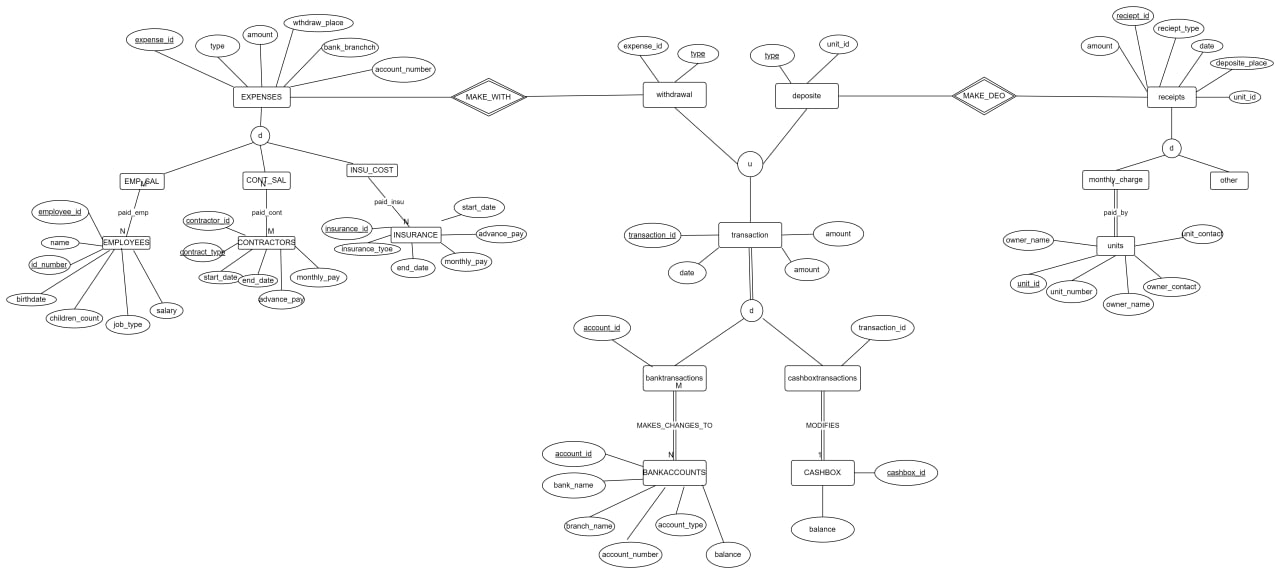 expense_id
type
amount
wthdraw_place
bank_branchch
account_number
EXPENSES
MAKE_WITH
expense_id
type
withdrawal
type
unit_id
deposite
MAKE_DEO
reciept_id
reciept_type
amount
date
deposite_place
unit_id
receipts
d
u
d
EMP_SAL
M
CONT_SAL
N
INSU_COST
monthly_charge
other
paid_emp
paid_cont
paid_insu
paid_by
employee_id
name
id_number
birthdate
children_count
job_type
salary
N
EMPLOYEES
contractor_id
contract_type
start_date
end_date
advance_pay
monthly_pay
M
CONTRACTORS
insurance_id
insurance_type
end_date
monthly_pay
advance_pay
start_date
N
INSURANCE
transaction_id
transaction
amount
date
amount
owner_name
unit_contact
units
unit_id
unit_number
owner_name
owner_contact
d
account_id
transaction_id
banktransactions
M
cashboxtransactions
MAKES_CHANGES_TO
MODIFIES
N
1
account_id
bank_name
BANKACCOUNTS
CASHBOX
cashbox_id
branch_name
account_type
account_number
balance
balance